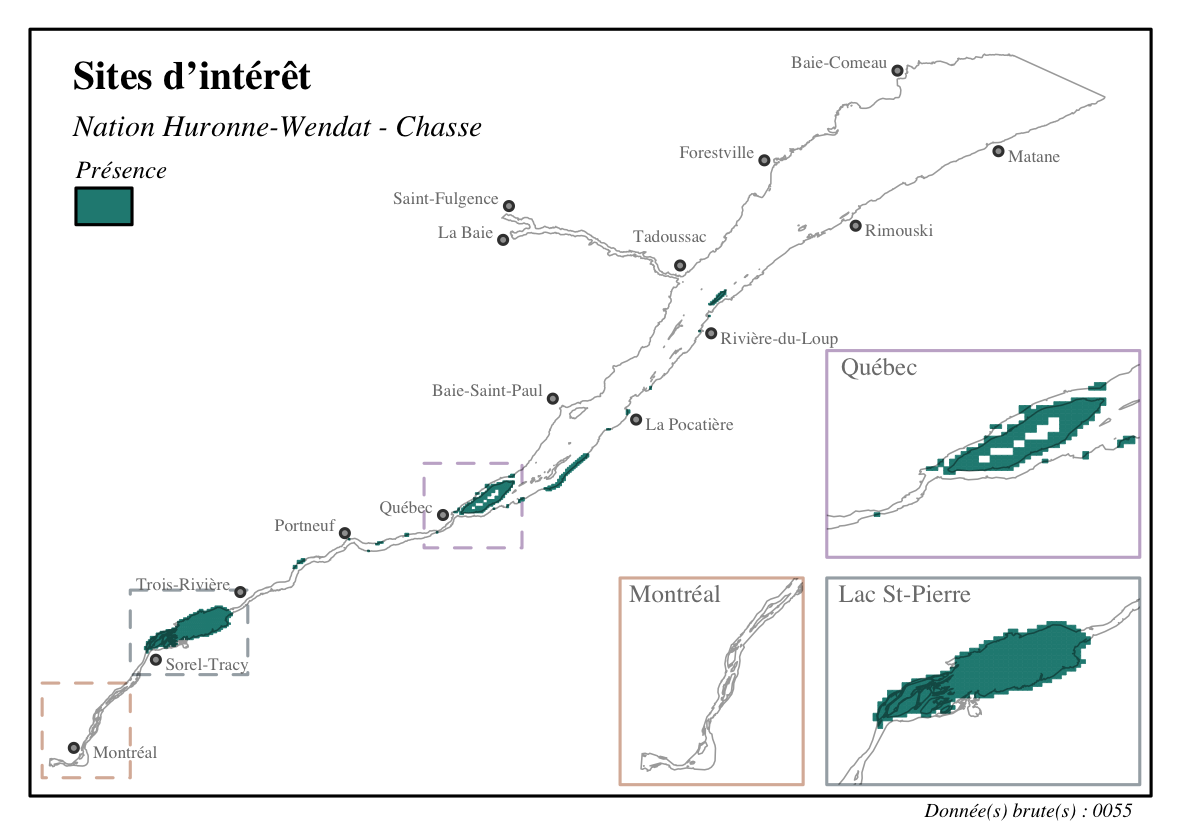 Sites d’intérêt
Nation Huronne-Wendat - Chasse
Présence
Baie-Comeau
Forestville
Matane
Saint-Fulgence
La Baie
Tadoussac
Rimouski
Rivière-du-Loup
Baie-Saint-Paul
La Pocatière
Québec
Portneuf
Trois-Rivière
Sorel-Tracy
Montréal
Québec
Montréal
Lac St-Pierre
Donnée(s) brute(s) : 0055